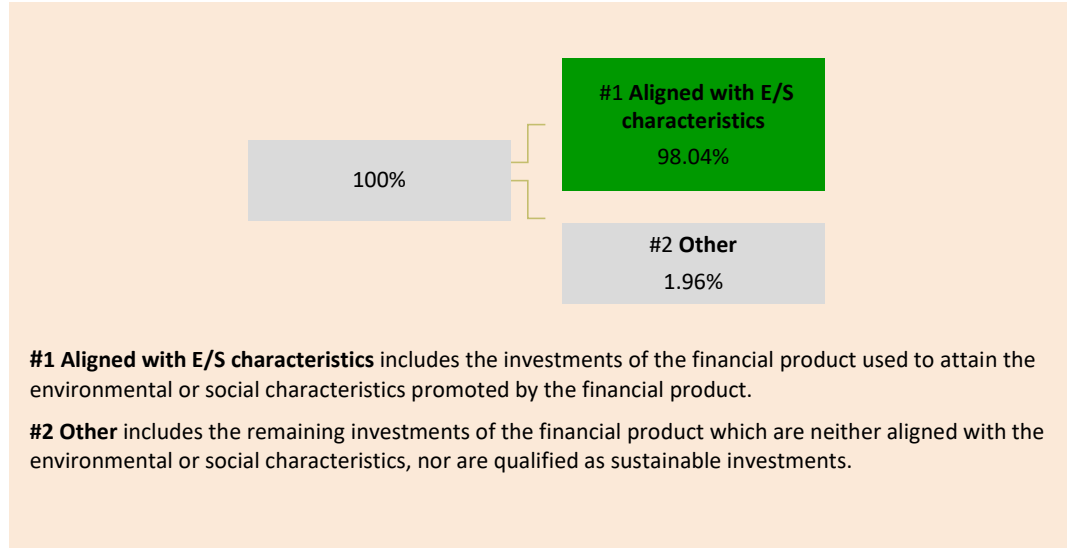 #1 Aligned with E/S
characteristics
98.04%
100%
#2 Other
1.96%
#1 Aligned with E/S characteristics includes the investments of the financial product used to attain the
environmental or social characteristics promoted by the financial product.
#2 Other includes the remaining investments of the financial product which are neither aligned with the
environmental or social characteristics, nor are qualified as sustainable investments.